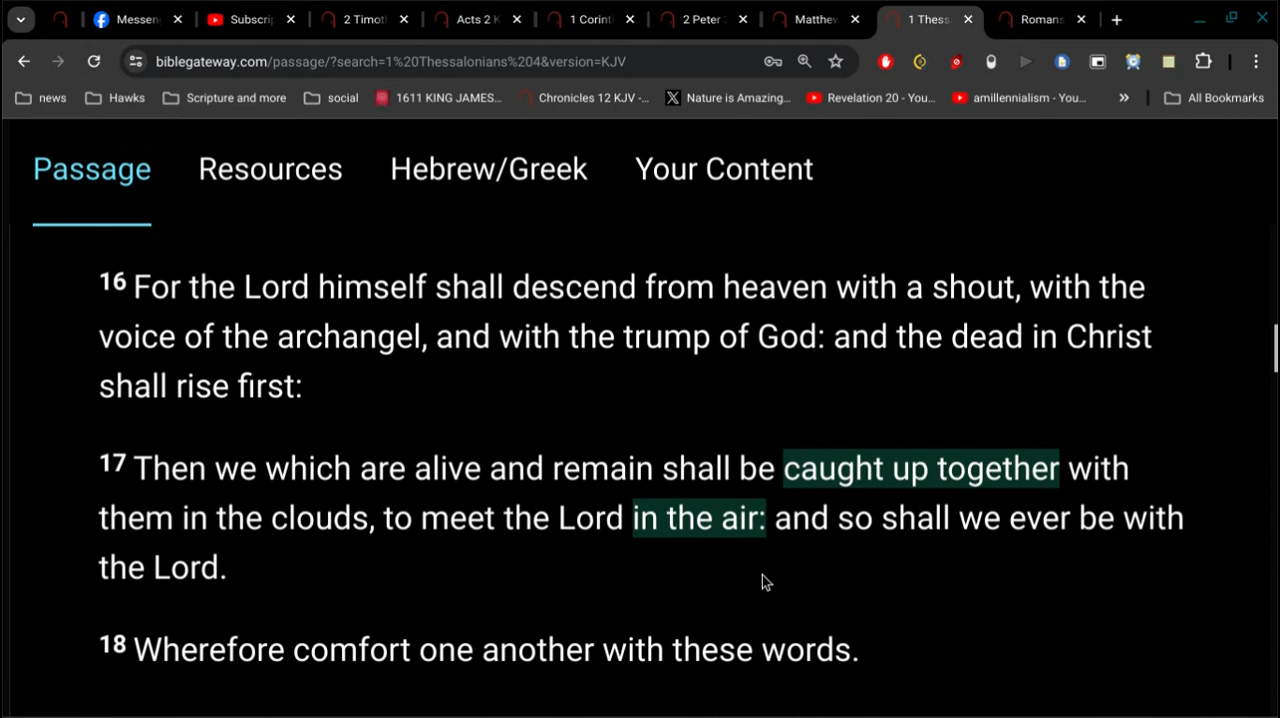 Messen Subscri 2 Timot Acts 2 K 1 Corint 2 Peter Matthew 1 Thess Romans
biblegateway.com/passage/?search=1%20Thessalonians%204&version=KJV
news Hawks Scripture and more social 1611 KING JAMES... Chronicles 12 KJV -... Nature is Amazing... Revelation 20 - You... amillennialism - You... » All Bookmarks
Passage Resources Hebrew/Greek Your Content
16 For the Lord himself shall descend from heaven with a shout, with the
voice of the archangel, and with the trump of God: and the dead in Christ
shall rise first:
17 Then we which are alive and remain shall be caught up together with
them in the clouds, to meet the Lord in the air: and so shall we ever be with
the Lord.
18 Wherefore comfort one another with these words.